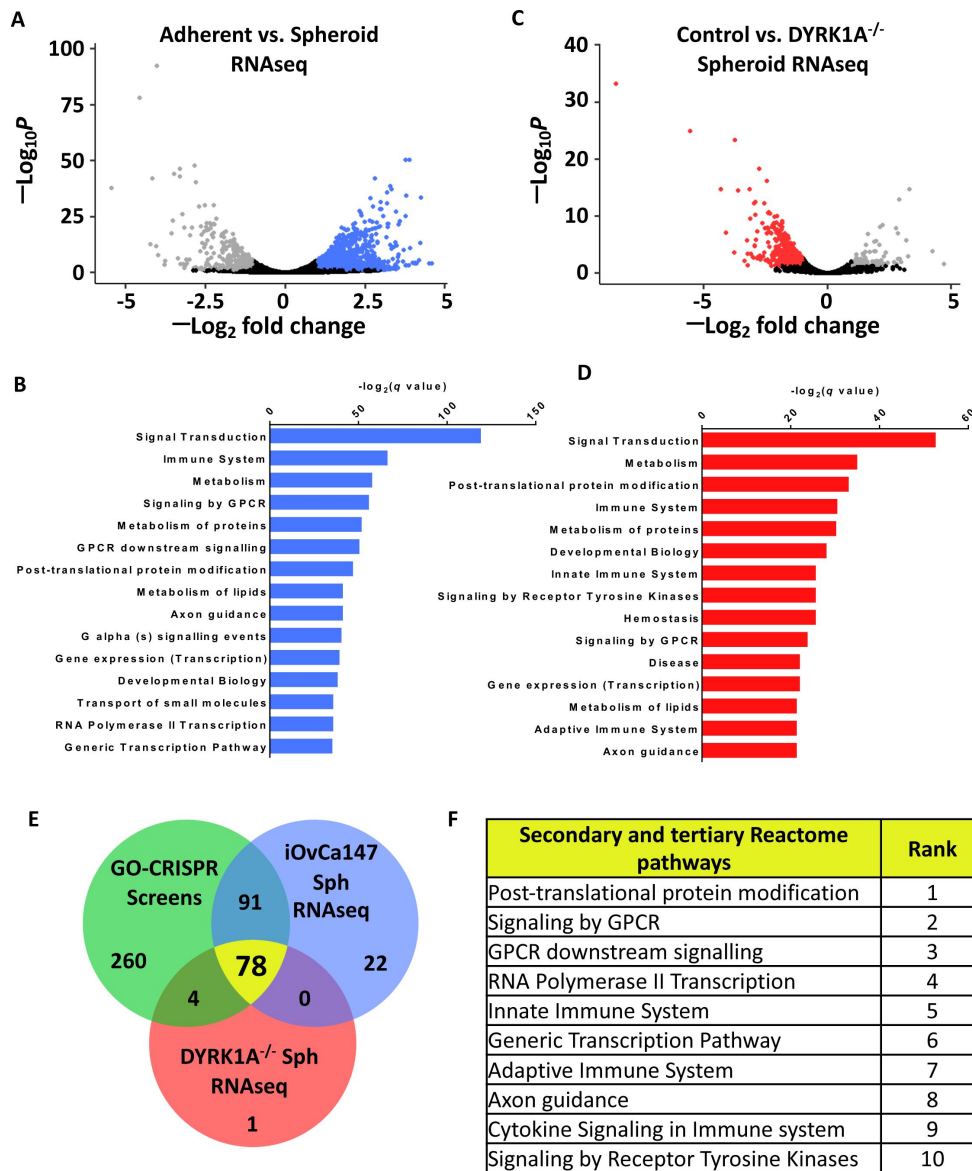 A
Adherent vs. Spheroid
RNAseq
100
75
50
25
0
—Log10P
-5
-2.5
0
2.5
5
—Log2 fold change
C
Control vs. DYRK1A-/-
Spheroid RNAseq
40
30
20
10
0
—Log10P
-5
0
5
—Log2 fold change
B
-log2(q value)
0
50
100
150
Signal Transduction
Immune System
Metabolism
Signaling by GPCR
Metabolism of proteins
GPCR downstream signalling
Post-translational protein modification
Metabolism of lipids
Axon guidance
G alpha (s) signalling events
Gene expression (Transcription)
Developmental Biology
Transport of small molecules
RNA Polymerase II Transcription
Generic Transcription Pathway
D
-log2(q value)
0
20
40
60
Signal Transduction
Metabolism
Post-translational protein modification
Immune System
Metabolism of proteins
Developmental Biology
Innate Immune System
Signaling by Receptor Tyrosine Kinases
Hemostasis
Signaling by GPCR
Disease
Gene expression (Transcription)
Metabolism of lipids
Adaptive Immune System
Axon guidance
E
GO-CRISPR
Screens
iOvCa147
Sph
RNAseq
91
260
78
22
4
0
DYRK1A-/- Sph
RNAseq
1
F
Secondary and tertiary Reactome
pathways
Rank
Post-translational protein modification 1
Signaling by GPCR 2
GPCR downstream signalling 3
RNA Polymerase II Transcription 4
Innate Immune System 5
Generic Transcription Pathway 6
Adaptive Immune System 7
Axon guidance 8
Cytokine Signaling in Immune system 9
Signaling by Receptor Tyrosine Kinases 10